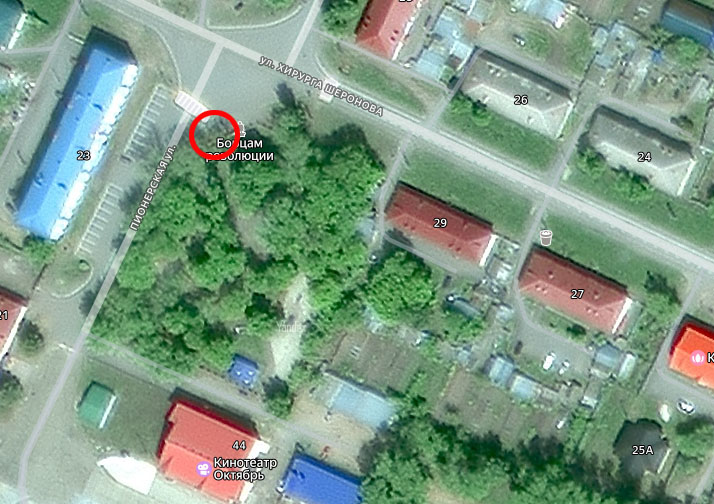 ул. ХИРУРГА ШЕРОНОВА
26
24
23
Борцам
революции
ПИОНЕРСКАЯ ул.
29
27
21
К
25А
44
Кинотеатр
Октябрь